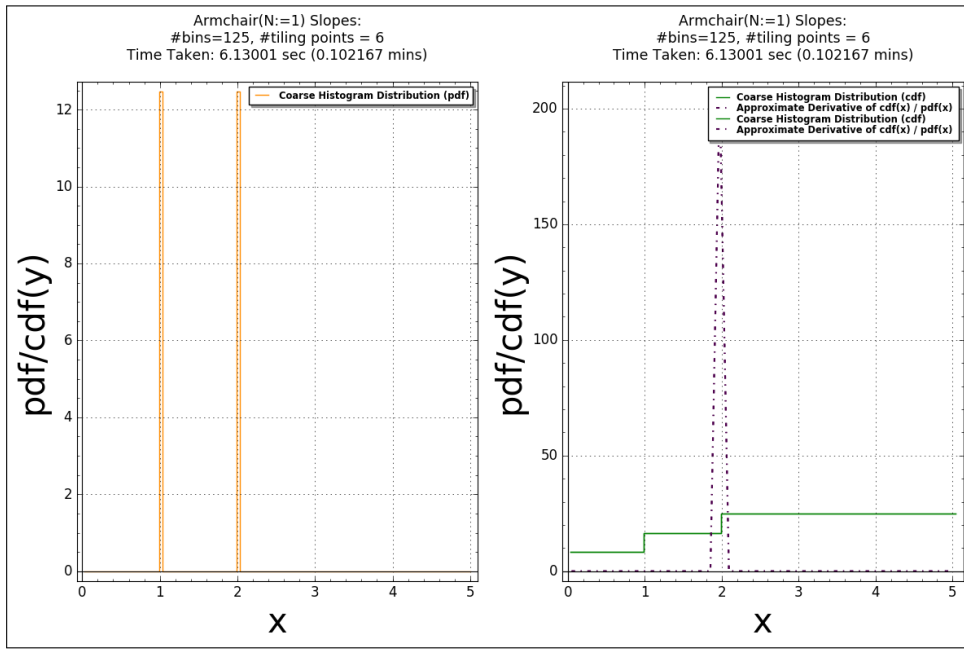 Armchair(N:=1) Slopes:
#bins=125, #tiling points = 6
Time Taken: 6.13001 sec (0.102167 mins)
Coarse Histogram Distribution (pdf)
12
10
8
6
4
2
0
pdf/cdf(y)
0 1 2 3 4 5
x
Armchair(N:=1) Slopes:
#bins=125, #tiling points = 6
Time Taken: 6.13001 sec (0.102167 mins)
Coarse Histogram Distribution (cdf)
Approximate Derivative of cdf(x) / pdf(x)
Coarse Histogram Distribution (cdf)
Approximate Derivative of cdf(x) / pdf(x)
200
150
100
50
0
pdf/cdf(y)
0 1 2 3 4 5
x